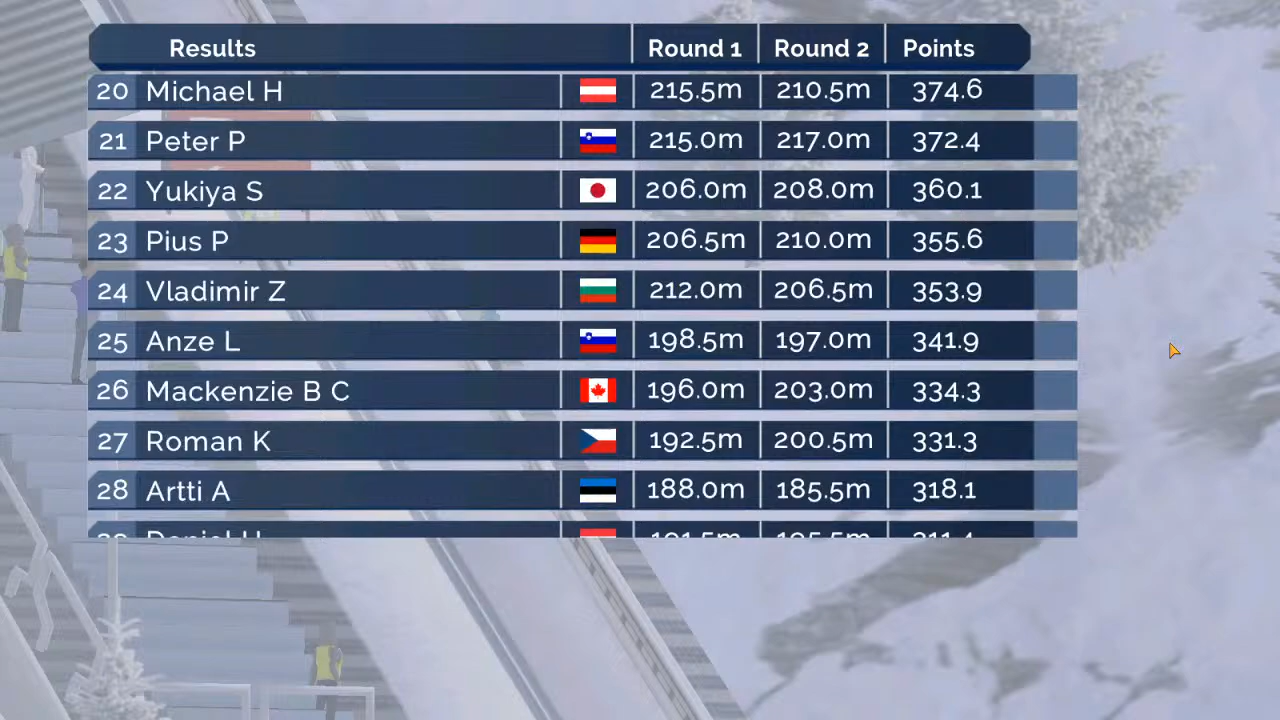 Results Round 1 Round 2 Points
20 Michael H 215.5m 210.5m 374.6
21 Peter P 215.0m 217.0m 372.4
22 Yukiya S 206.0m 208.0m 360.1
23 Pius P 206.5m 210.0m 355.6
24 Vladimir Z 212.0m 206.5m 353.9
25 Anze L 198.5m 197.0m 341.9
26 Mackenzie B C 196.0m 203.0m 334.3
27 Roman K 192.5m 200.5m 331.3
28 Artti A 188.0m 185.5m 318.1